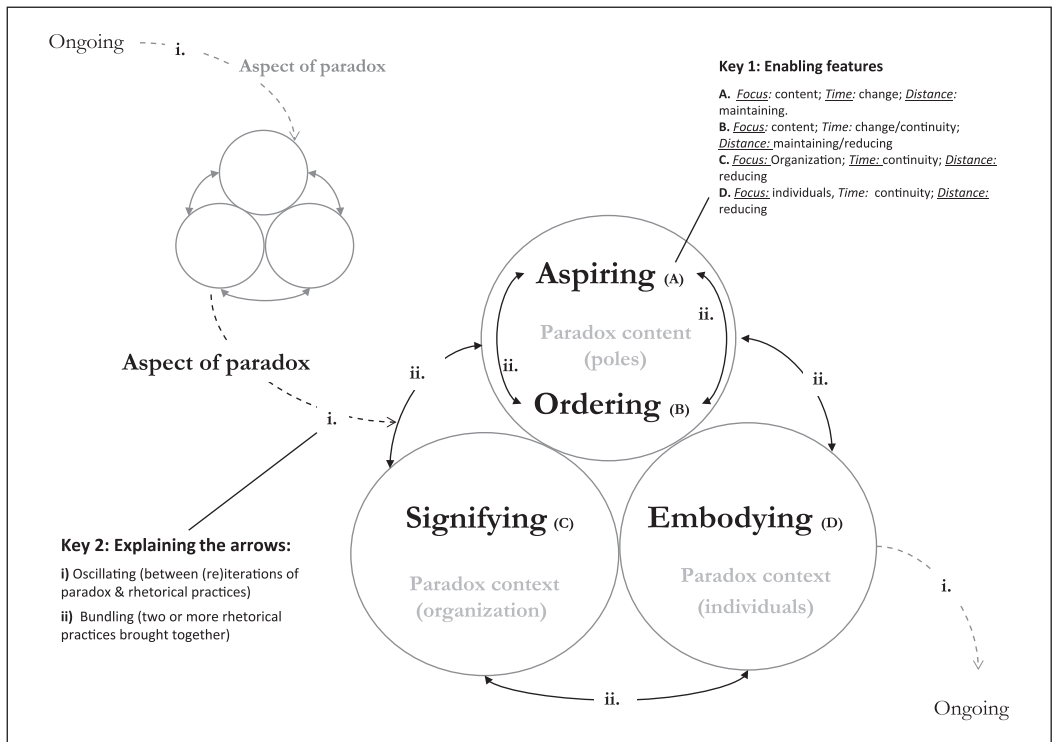 Ongoing
i.
Aspect of paradox
Key 1: Enabling features
A. Focus: content; Time: change; Distance:
maintaining.
B. Focus: content; Time: change/continuity;
Distance: maintaining/reducing
C. Focus: Organization; Time: continuity; Distance:
reducing
D. Focus: individuals, Time: continuity; Distance:
reducing
Aspiring (A)
ii.
Paradox content
(poles)
ii.
Ordering (B)
Aspect of paradox
ii.
ii.
i.
Signifying (C)
Paradox context
(organization)
Embodying (D)
Paradox context
(individuals)
Key 2: Explaining the arrows:
i) Oscillating (between (re)iterations of
paradox & rhetorical practices)
ii) Bundling (two or more rhetorical
practices brought together)
i.
ii.
Ongoing